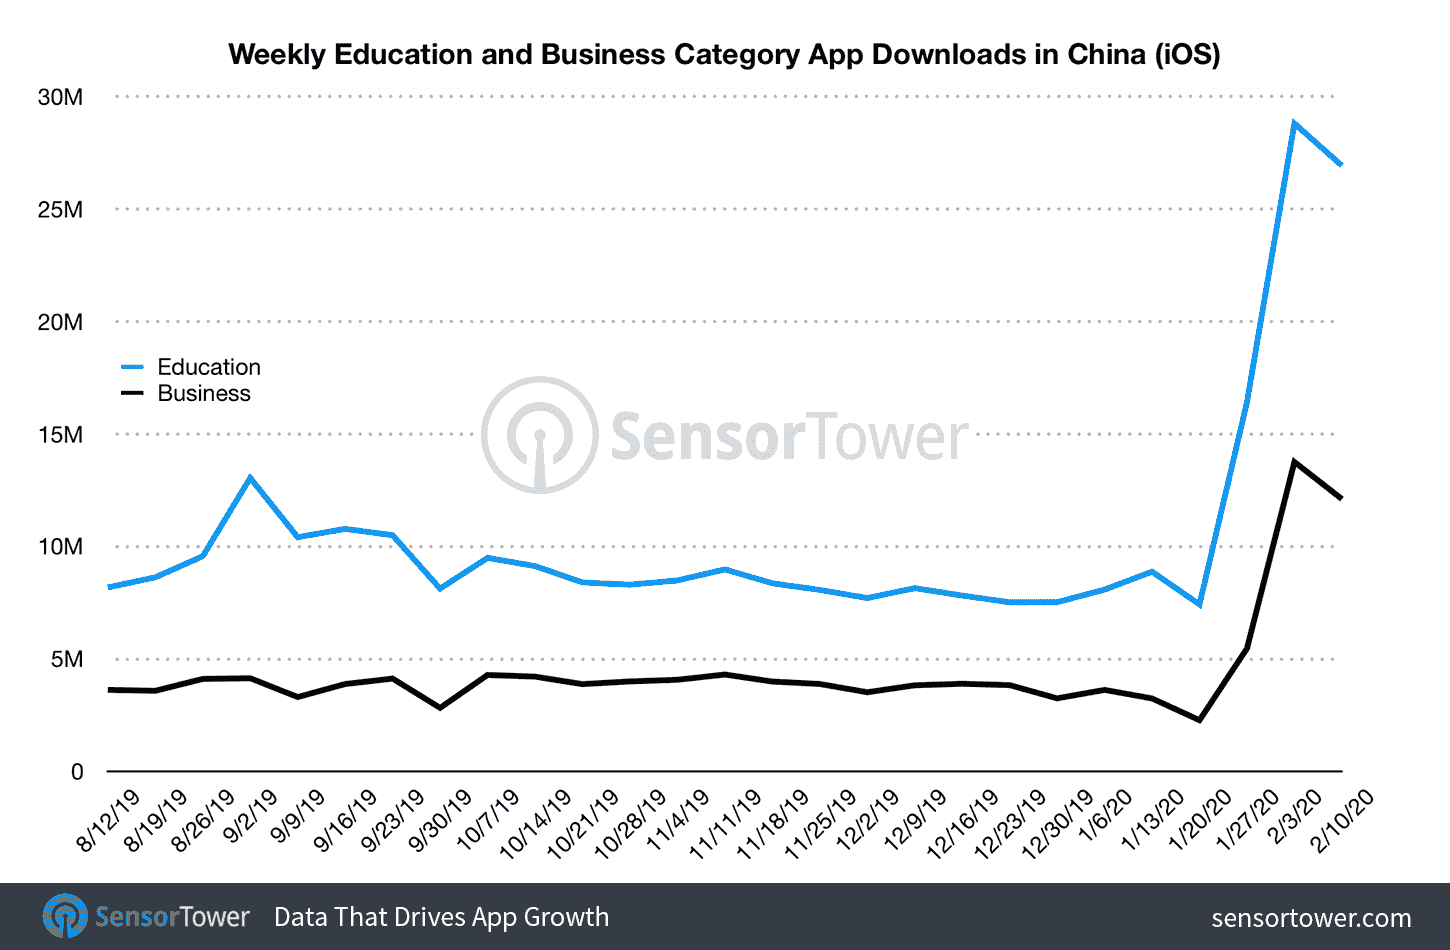 Weekly Education and Business Category App Downloads in China (iOS)
30M
25M
20M
15M
10M
5M
0
Education
Business
SensorTower
8/12/19
8/19/19
8/26/19
9/2/19
9/9/19
9/16/19
9/23/19
9/30/19
10/7/19
10/14/19
10/21/19
10/28/19
11/4/19
11/11/19
11/18/19
11/25/19
12/2/19
12/9/19
12/16/19
12/23/19
12/30/19
1/6/20
1/13/20
1/20/20
1/27/20
2/3/20
2/10/20
SensorTower Data That Drives App Growth
sensortower.com